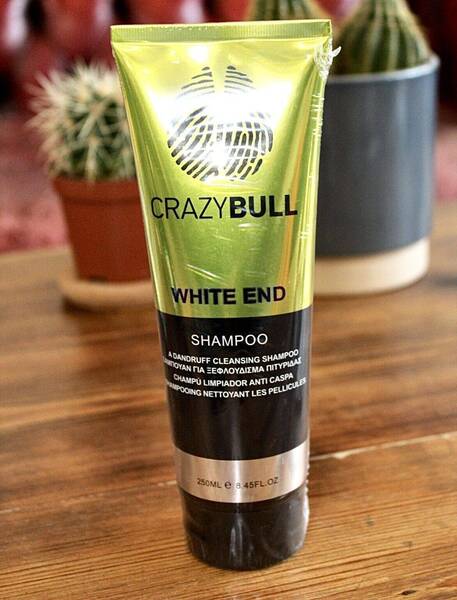 CRAZYBULL
WHITE END
SHAMPOO
A DANDRUFF CLEANSING SHAMPOO
ΓΙΑ ΞΕΦΛΟΥΔΙΣΜΑ ΠΙΤΥΡΙΔΑΣ
CHAMPÚ LIMPIADOR ANTI CASPA
NETTOYANT LES PELLICULES
250ML e 8.45FL.OZ